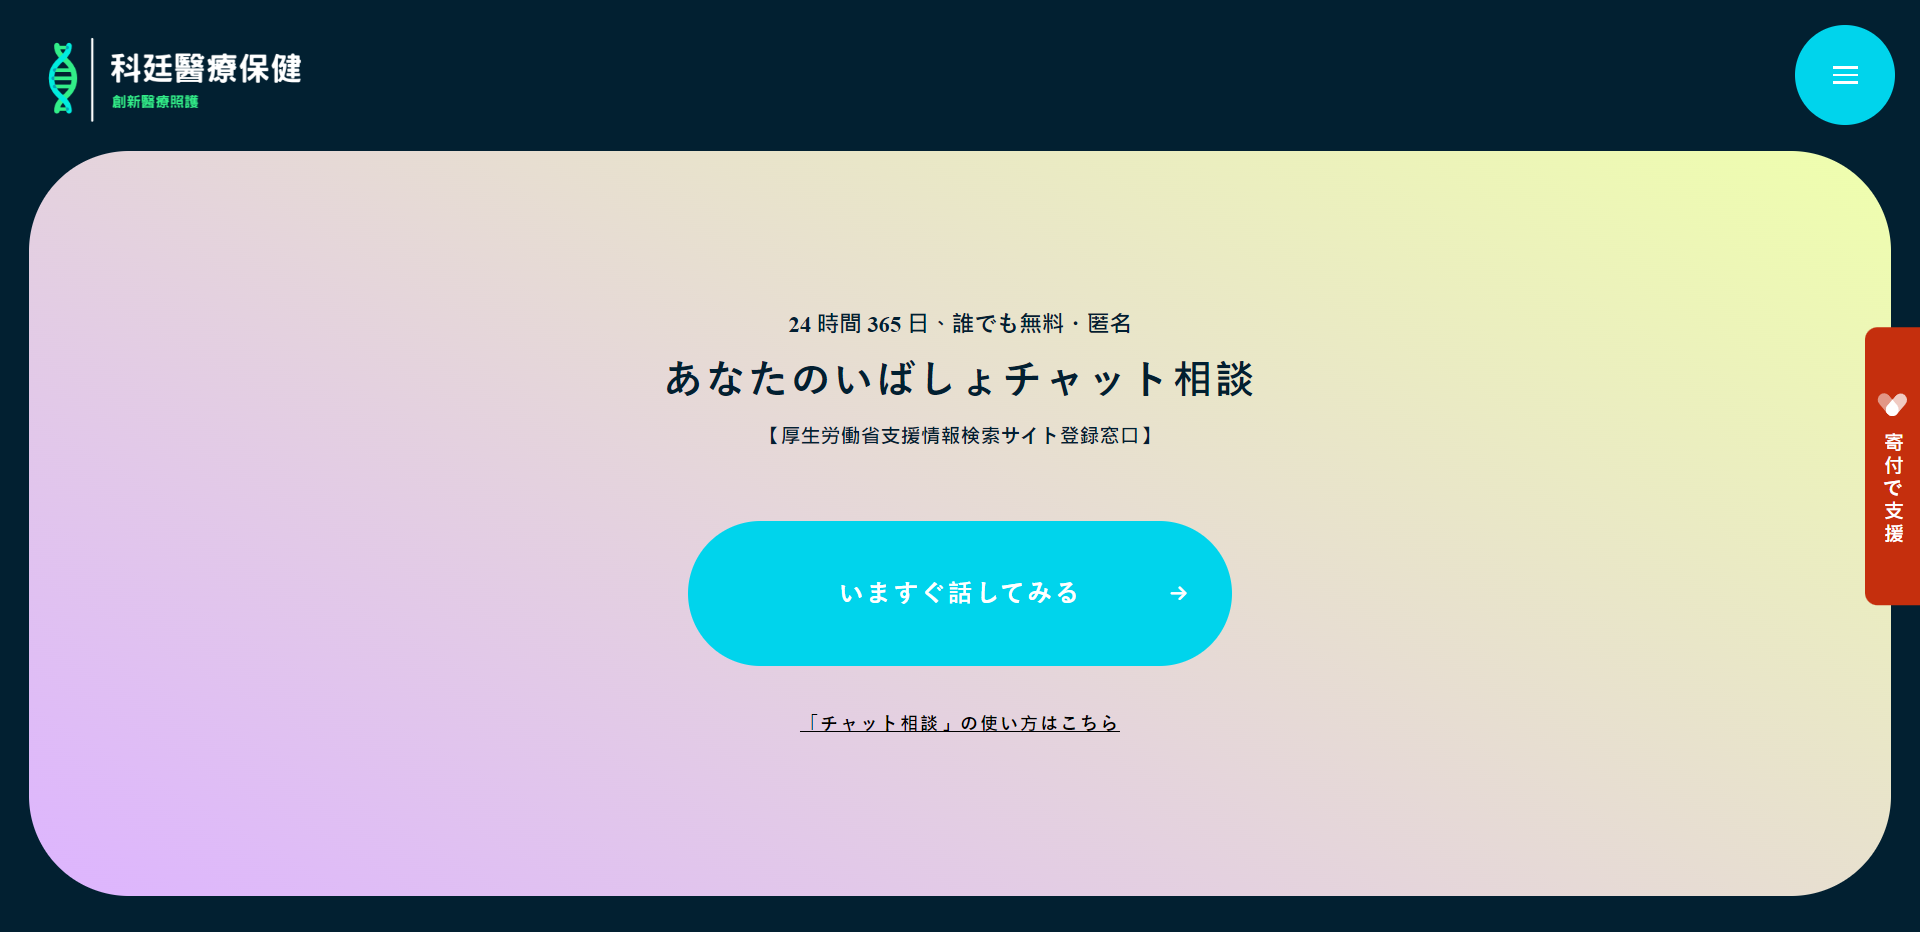 科廷醫療保健
創新醫療照護
24 時間 365 日、誰でも無料・匿名
あなたのいばしょチャット相談
【厚生労働省支援情報検索サイト登録窓口】
いますぐ話してみる
「チャット相談」の使い方はこちら
寄付で支援